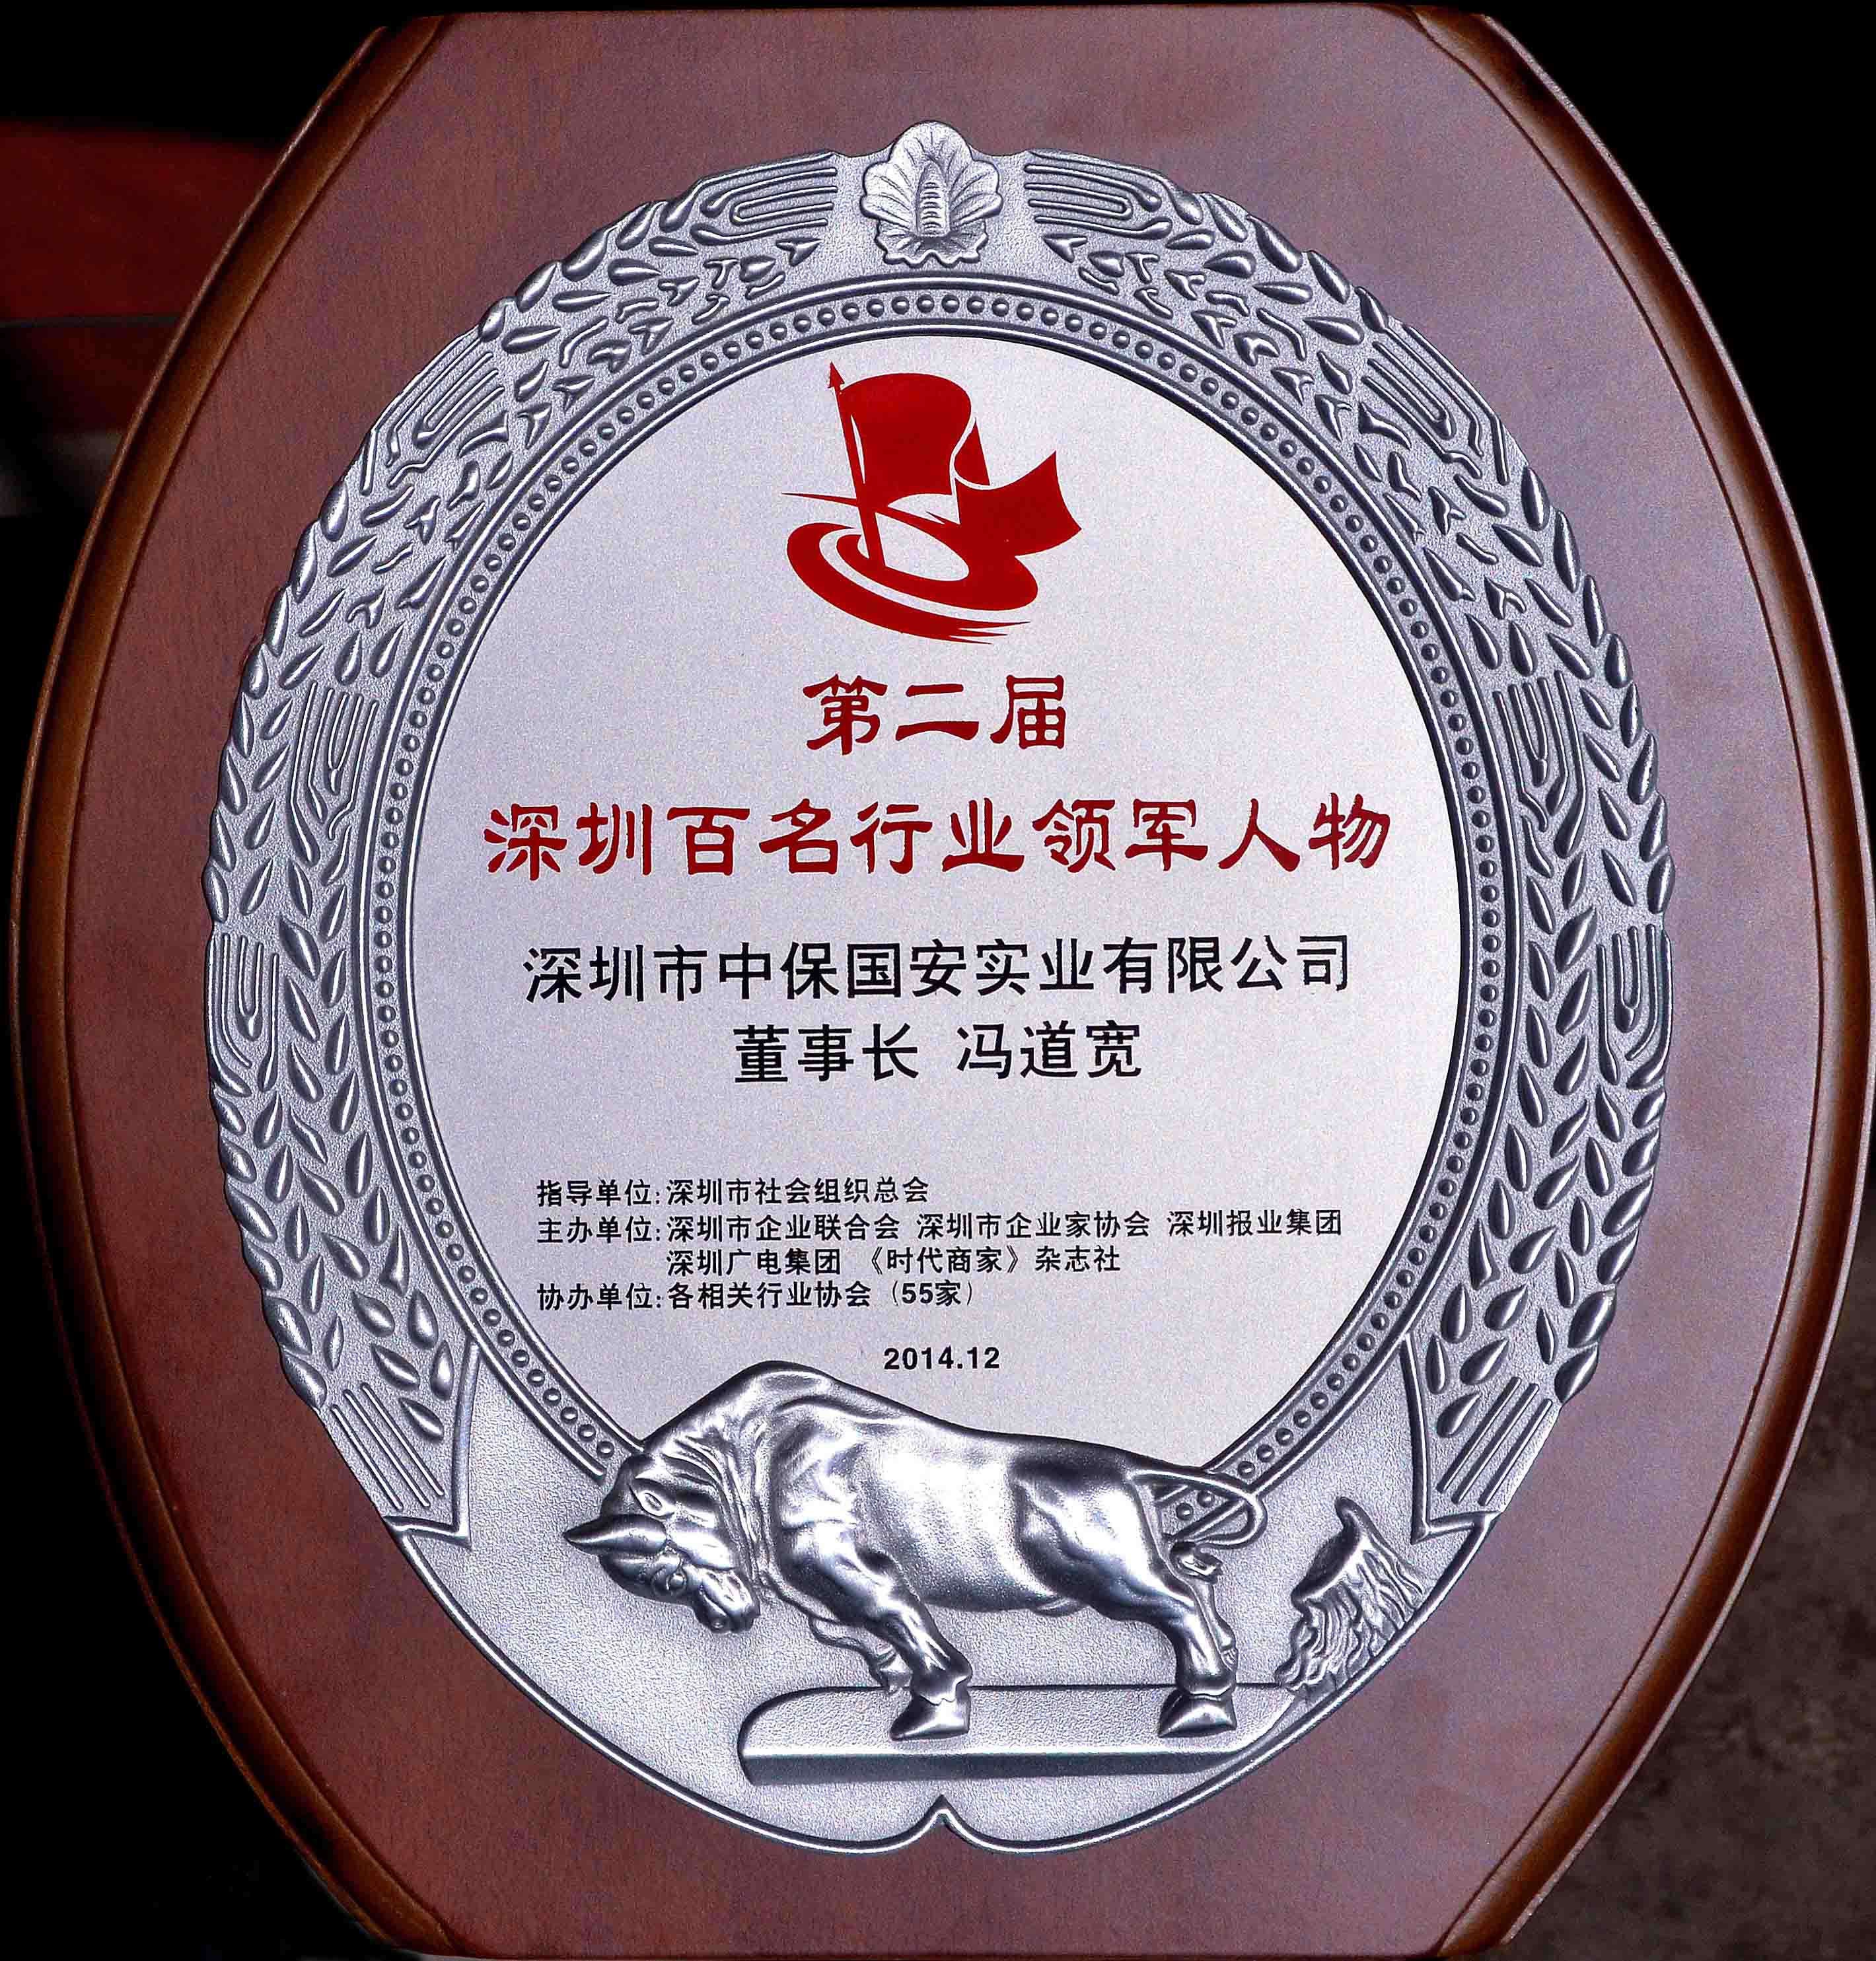 第二届
深圳百名行业领军人物
深圳市中保国安实业有限公司
董事长 冯道宽
指导单位:深圳市社会组织总会
主办单位:深圳市企业联合会 深圳市企业家协会 深圳报业集团
深圳广电集团 《时代商家》杂志社
协办单位:各相关行业协会（55家）
2014.12